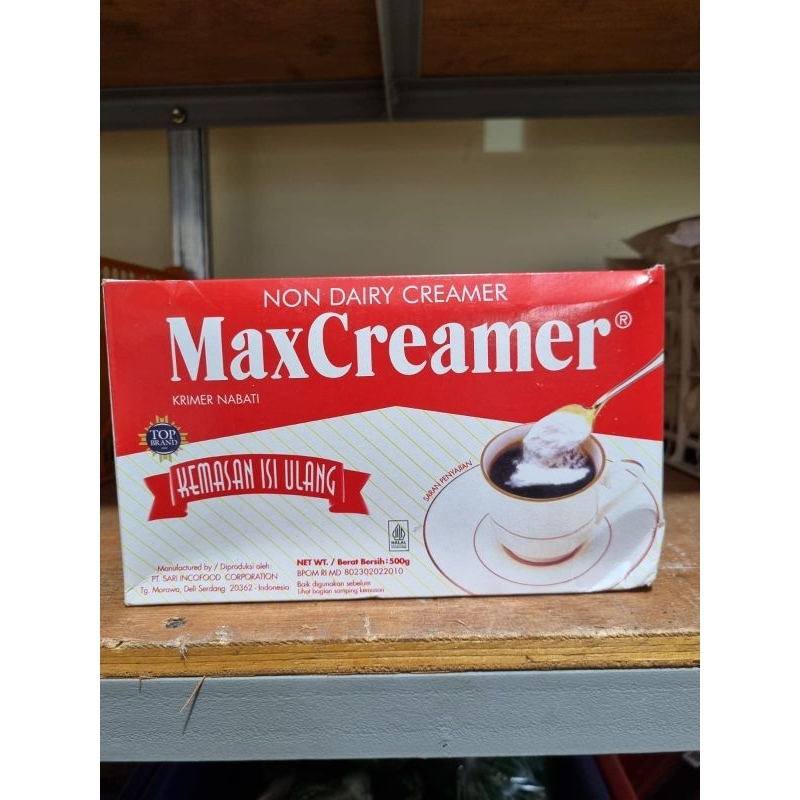 NON DAIRY CREAMER
MaxCreamer®
KRIMER NABATI
TOP
BRAND
KEMASAN ISI ULANG
SARAN PENYAJIAN
HALAL
Manufactured by / Diproduksi oleh:
PT. SARI INCOFOOD CORPORATION
Tg. Morawa, Deli Serdang 20362 - Indonesia
NET WT. / Berat Bersih : 500g
BPOM RI MD 802302022010
Baik digunakan sebelum
Lihat bagian samping kemasan